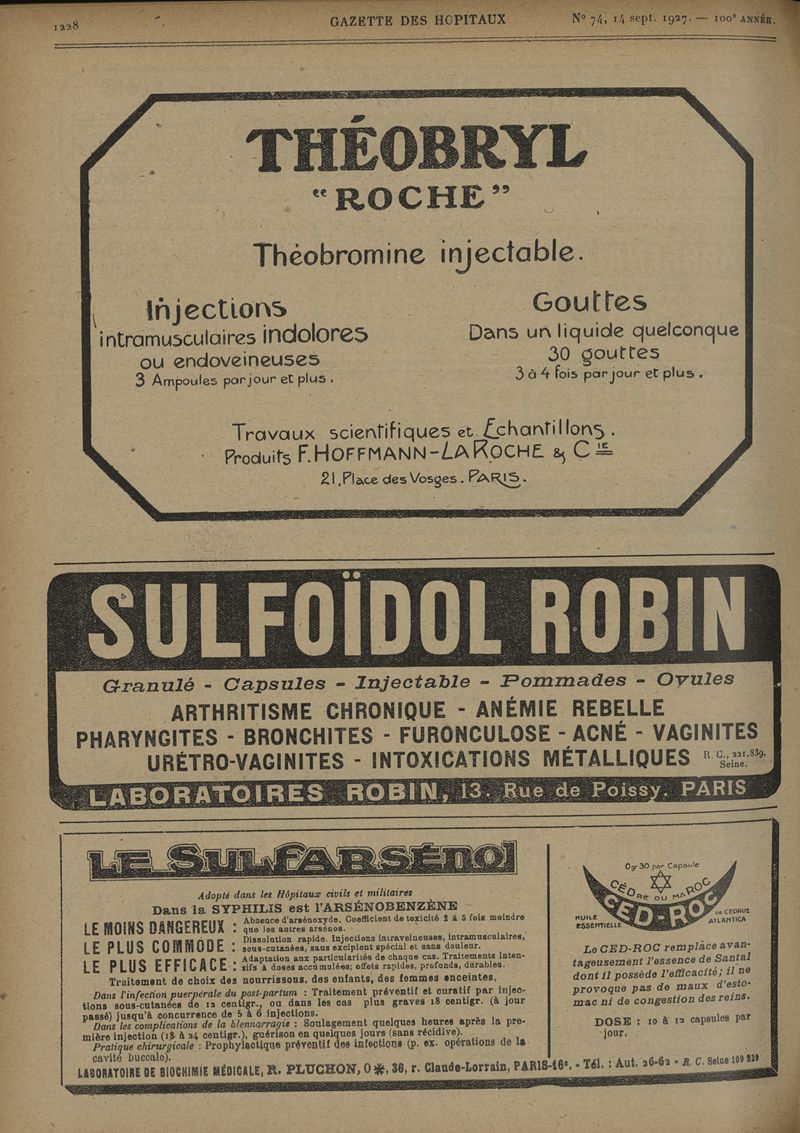 1228
GAZETTE DES HOPITAUX
Nº 74, 14 sept. 1927. — 100e ANNÉE.
THÉOBRYL
"ROCHE"
Théobromine injectable.
Injections
intramusculaires indolores
ou endoveineuses
3 Ampoules par jour et plus.
Gouttes
Dans un liquide quelconque
30 gouttes
3 à 4 fois par jour et plus.
Travaux scientifiques et Échantillons.
Produits F. HOFFMANN-LA ROCHE & Cie
21, Place des Vosges. PARIS.
SULFOÏDOL ROBIN
Granulé - Capsules - Injectable - Pommades - Ovules
ARTHRITISME CHRONIQUE - ANÉMIE REBELLE
PHARYNGITES - BRONCHITES - FURONCULOSE - ACNÉ - VAGINITES
URÉTRO-VAGINITES - INTOXICATIONS MÉTALLIQUES R. C., 221.839, Seine.
LABORATOIRES ROBIN, 13. Rue de Poissy. PARIS
LE SULFARSÉNOL
Adopté dans les Hôpitaux civils et militaires
Dans la SYPHILIS est l'ARSÉNOBENZÈNE
LE MOINS DANGEREUX : Absence d'arsénoxyde. Coefficient de toxicité 2 à 5 fois moindre
que les autres arsénos.
LE PLUS COMMODE : Dissolution rapide. Injections intraveineuses, intramusculaires,
sous-cutanées, sans excipient spécial et sans douleur.
LE PLUS EFFICACE : Adaptation aux particularités de chaque cas. Traitements inten-
sifs à doses accumulées; effets rapides, profonds, durables.
Traitement de choix des nourrissons, des enfants, des femmes enceintes.
Dans l'infection puerpérale du post-partum : Traitement préventif et curatif par injec-
tions sous-cutanées de 12 centigr., ou dans les cas plus graves 18 centigr. (à jour
passé) jusqu'à concurrence de 5 à 6 injections.
Dans les complications de la blennorragie : Soulagement quelques heures après la pre-
mière injection (18 à 24 centigr.), guérison en quelques jours (sans récidive).
Pratique chirurgicale : Prophylactique préventif des infections (p. ex. opérations de la
cavité buccale).
0gr30 par Capsule
CÈDRE DU MAROC
CED-ROC
HUILE
ESSENTIELLE
DE CEDRUS
ATLANTICA
Le CED-ROC remplace avan-
tageusement l'essence de Santal
dont il possède l'efficacité; il ne
provoque pas de maux d'esto-
mac ni de congestion des reins.
DOSE : 10 à 12 capsules par
jour.
LABORATOIRE DE BIOCHIMIE MÉDICALE, R. PLUCHON, O✻, 36, r. Claude-Lorrain, PARIS-16e. - Tél. : Aut. 26-62 - R. C. Seine